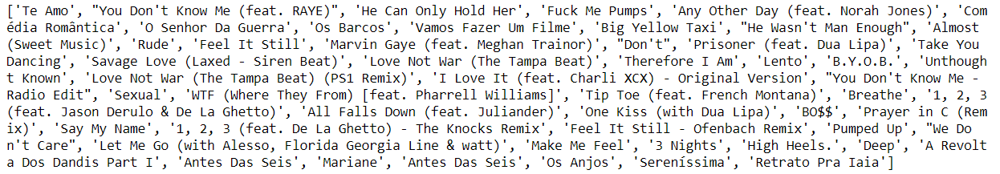 ['Te Amo', "You Don't Know Me (feat. RAYE)", 'He Can Only Hold Her', 'Fuck Me Pumps', 'Any Other Day (feat. Norah Jones)', 'Com
édia Romântica', 'O Senhor Da Guerra', 'Os Barcos', 'Vamos Fazer Um Filme', 'Big Yellow Taxi', "He Wasn't Man Enough", 'Almost
(Sweet Music)', 'Rude', 'Feel It Still', 'Marvin Gaye (feat. Meghan Trainor)', "Don't", 'Prisoner (feat. Dua Lipa)', 'Take You
Dancing', 'Savage Love (Laxed - Siren Beat)', 'Love Not War (The Tampa Beat)', 'Therefore I Am', 'Lento', 'B.Y.O.B.', 'Unthough
t Known', 'Love Not War (The Tampa Beat) (PS1 Remix)', 'I Love It (feat. Charli XCX) - Original Version', "You Don't Know Me -
Radio Edit", 'Sexual', 'WTF (Where They From) [feat. Pharrell Williams]', 'Tip Toe (feat. French Montana)', 'Breathe', '1, 2, 3
(feat. Jason Derulo & De La Ghetto)', 'All Falls Down (feat. Juliander)', 'One Kiss (with Dua Lipa)', 'BO$$', 'Prayer in C (Rem
ix)', 'Say My Name', '1, 2, 3 (feat. De La Ghetto) - The Knocks Remix', 'Feel It Still - Ofenbach Remix', 'Pumped Up', "We Do
n't Care", 'Let Me Go (with Alesso, Florida Georgia Line & watt)', 'Make Me Feel', '3 Nights', 'High Heels.', 'Deep', 'A Revolt
a Dos Dandis Part I', 'Antes Das Seis', 'Mariane', 'Antes Das Seis', 'Os Anjos', 'Sereníssima', 'Retrato Pra Iaia']